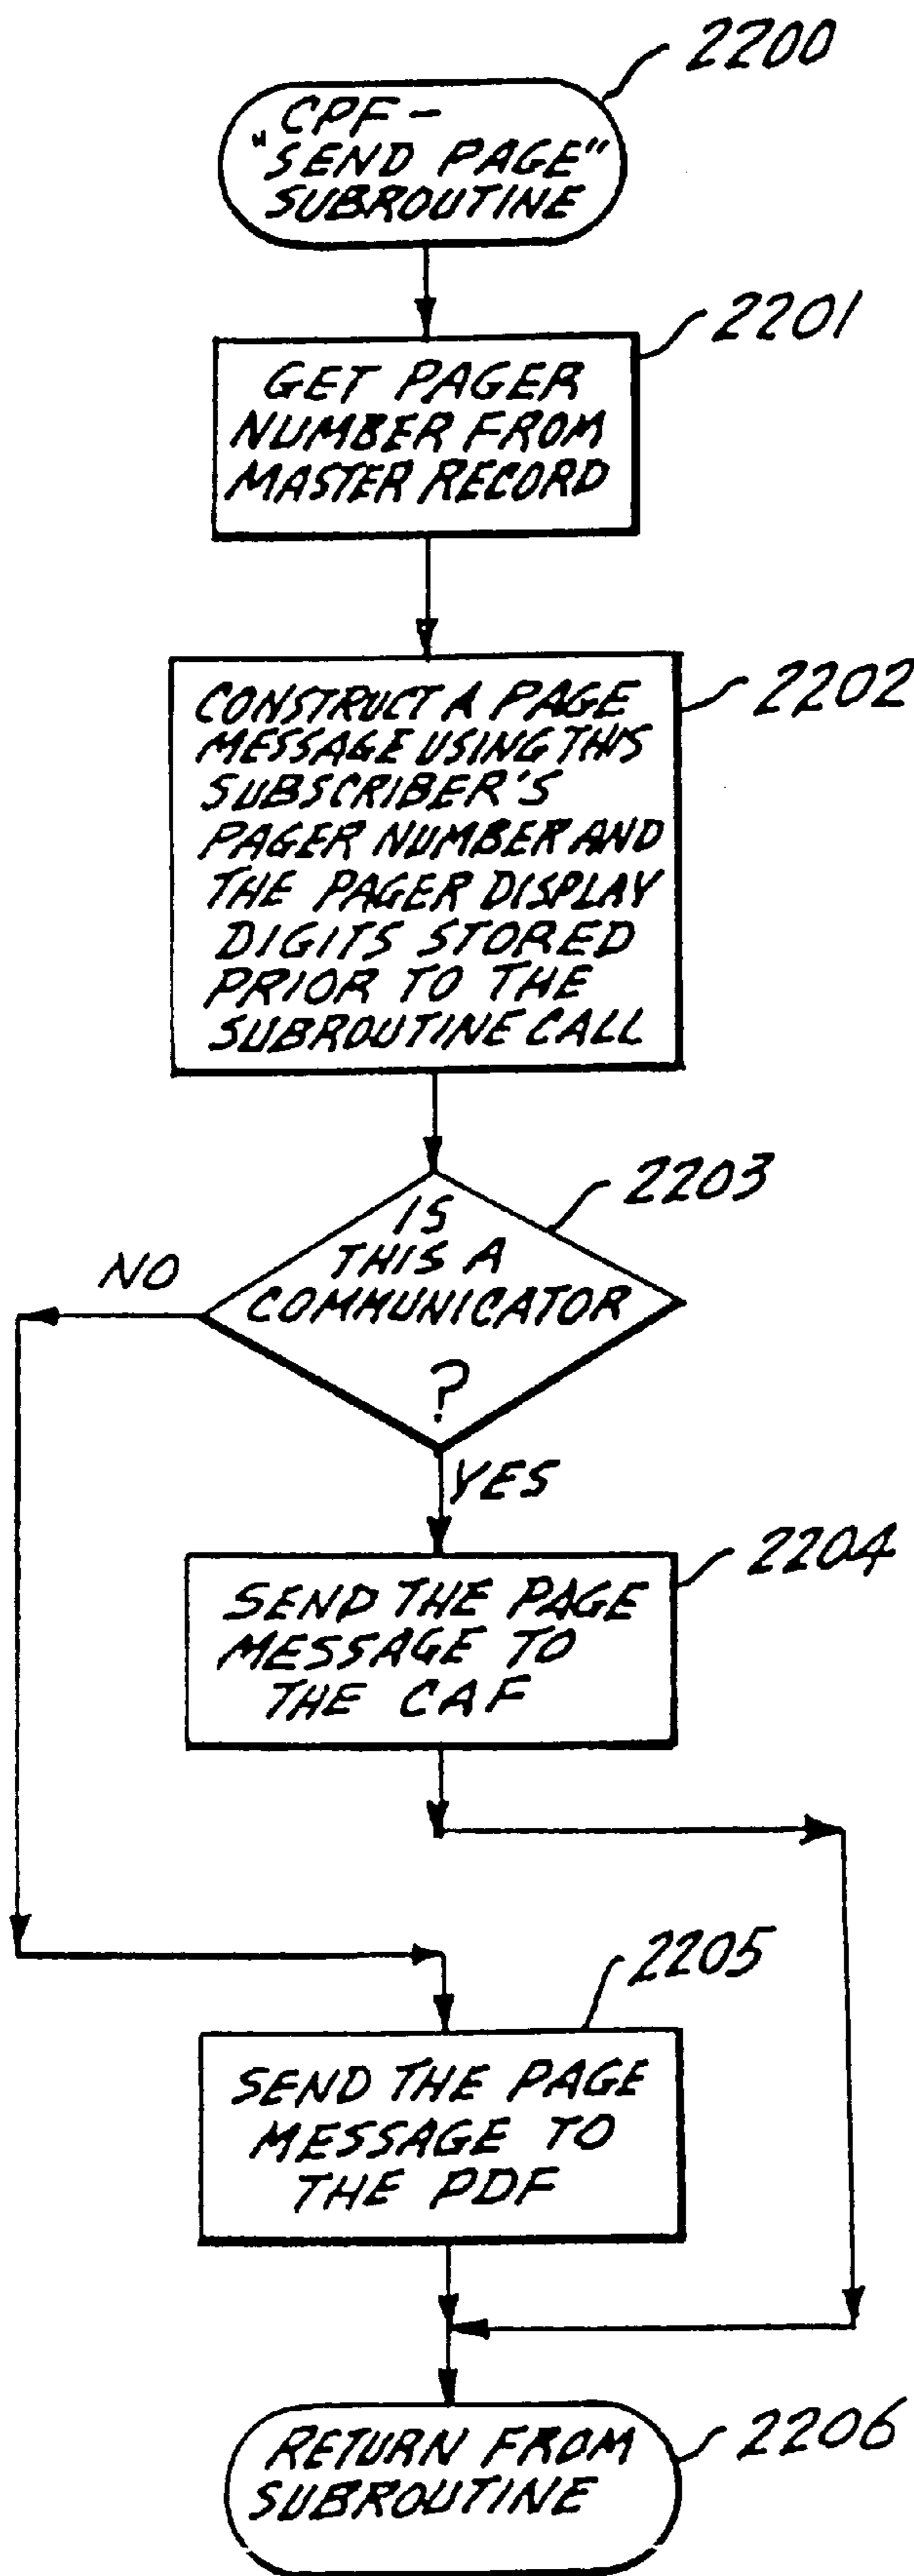 2200
CPF -
"SEND PAGE"
SUBROUTINE
2201
GET PAGER
NUMBER FROM
MASTER RECORD
2202
CONSTRUCT A PAGE
MESSAGE USING THIS
SUBSCRIBER'S
PAGER NUMBER AND
THE PAGER DISPLAY
DIGITS STORED
PRIOR TO THE
SUBROUTINE CALL
2203
IS
THIS A
COMMUNICATOR
?
NO
YES
2204
SEND THE PAGE
MESSAGE TO
THE CAF
2205
SEND THE PAGE
MESSAGE TO
THE PDF
2206
RETURN FROM
SUBROUTINE